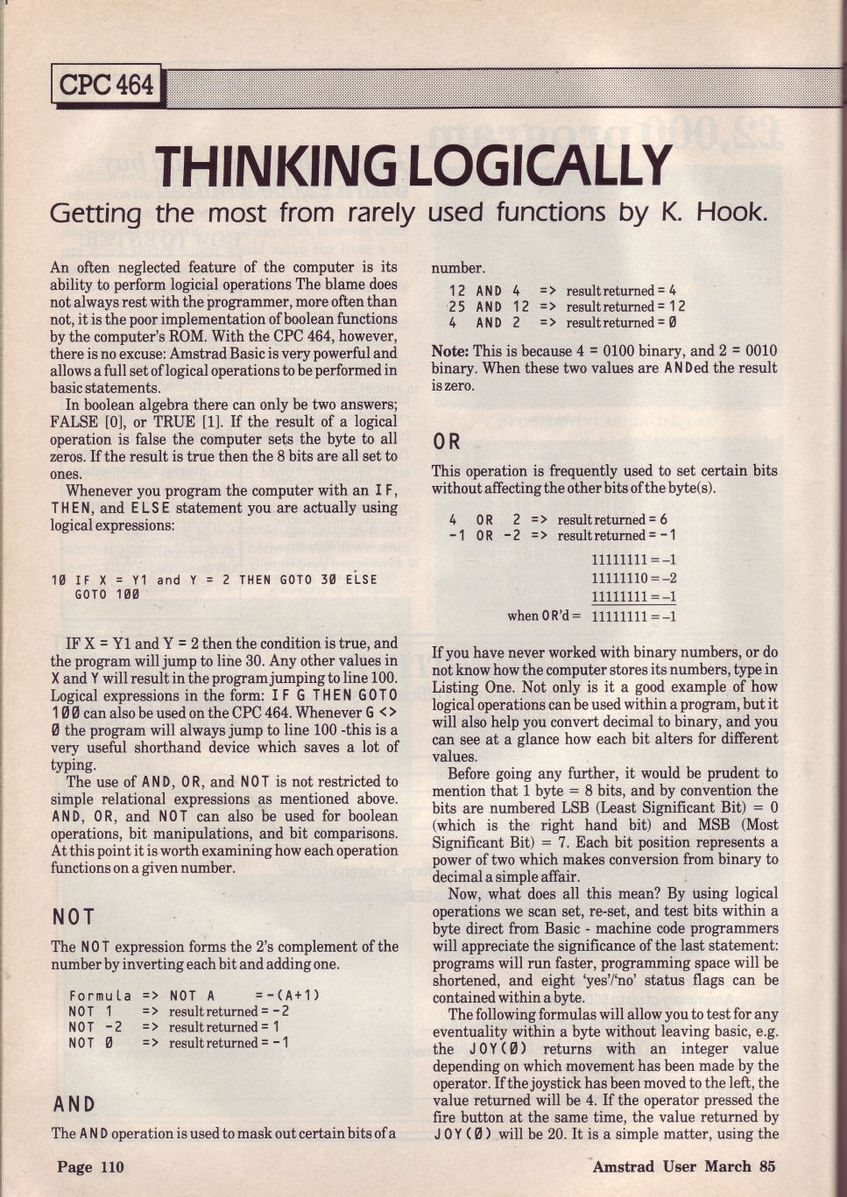 CPC 464
THINKING LOGICALLY
Getting the most from rarely used functions by K. Hook.
An often neglected feature of the computer is its
ability to perform logicial operations The blame does
not always rest with the programmer, more often than
not, it is the poor implementation of boolean functions
by the computer's ROM. With the CPC 464, however,
there is no excuse: Amstrad Basic is very powerful and
allows a full set of logical operations to be performed in
basic statements.
In boolean algebra there can only be two answers;
FALSE [0], or TRUE [1]. If the result of a logical
operation is false the computer sets the byte to all
zeros. If the result is true then the 8 bits are all set to
ones.
Whenever you program the computer with an IF,
THEN, and ELSE statement you are actually using
logical expressions:
10 IF X = Y1 and Y = 2 THEN GOTO 30 ELSE
GOTO 100
IF X = Y1 and Y = 2 then the condition is true, and
the program will jump to line 30. Any other values in
X and Y will result in the program jumping to line 100.
Logical expressions in the form: IF G THEN GOTO
100 can also be used on the CPC 464. Whenever G <>
0 the program will always jump to line 100 -this is a
very useful shorthand device which saves a lot of
typing.
The use of AND, OR, and NOT is not restricted to
simple relational expressions as mentioned above.
AND, OR, and NOT can also be used for boolean
operations, bit manipulations, and bit comparisons.
At this point it is worth examining how each operation
functions on a given number.
NOT
The NOT expression forms the 2's complement of the
number by inverting each bit and adding one.
Formula => NOT A =-(A+1)
NOT 1 => result returned = -2
NOT -2 => result returned = 1
NOT 0 => result returned = -1
AND
The AND operation is used to mask out certain bits of a
number.
12 AND 4 => result returned = 4
25 AND 12 => result returned = 12
4 AND 2 => result returned = 0
Note: This is because 4 = 0100 binary, and 2 = 0010
binary. When these two values are ANDed the result
is zero.
OR
This operation is frequently used to set certain bits
without affecting the other bits of the byte(s).
4 OR 2 => result returned = 6
-1 OR -2 => result returned = -1
11111111 = -1
11111110 = -2
11111111 = -1
when OR'd = 11111111 = -1
If you have never worked with binary numbers, or do
not know how the computer stores its numbers, type in
Listing One. Not only is it a good example of how
logical operations can be used within a program, but it
will also help you convert decimal to binary, and you
can see at a glance how each bit alters for different
values.
Before going any further, it would be prudent to
mention that 1 byte = 8 bits, and by convention the
bits are numbered LSB (Least Significant Bit) = 0
(which is the right hand bit) and MSB (Most
Significant Bit) = 7. Each bit position represents a
power of two which makes conversion from binary to
decimal a simple affair.
Now, what does all this mean? By using logical
operations we scan set, re-set, and test bits within a
byte direct from Basic - machine code programmers
will appreciate the significance of the last statement:
programs will run faster, programming space will be
shortened, and eight 'yes'/'no' status flags can be
contained within a byte.
The following formulas will allow you to test for any
eventuality within a byte without leaving basic, e.g.
the JOY(0) returns with an integer value
depending on which movement has been made by the
operator. If the joystick has been moved to the left, the
value returned will be 4. If the operator pressed the
fire button at the same time, the value returned by
JOY(0) will be 20. It is a simple matter, using the
Page 110
Amstrad User March 85